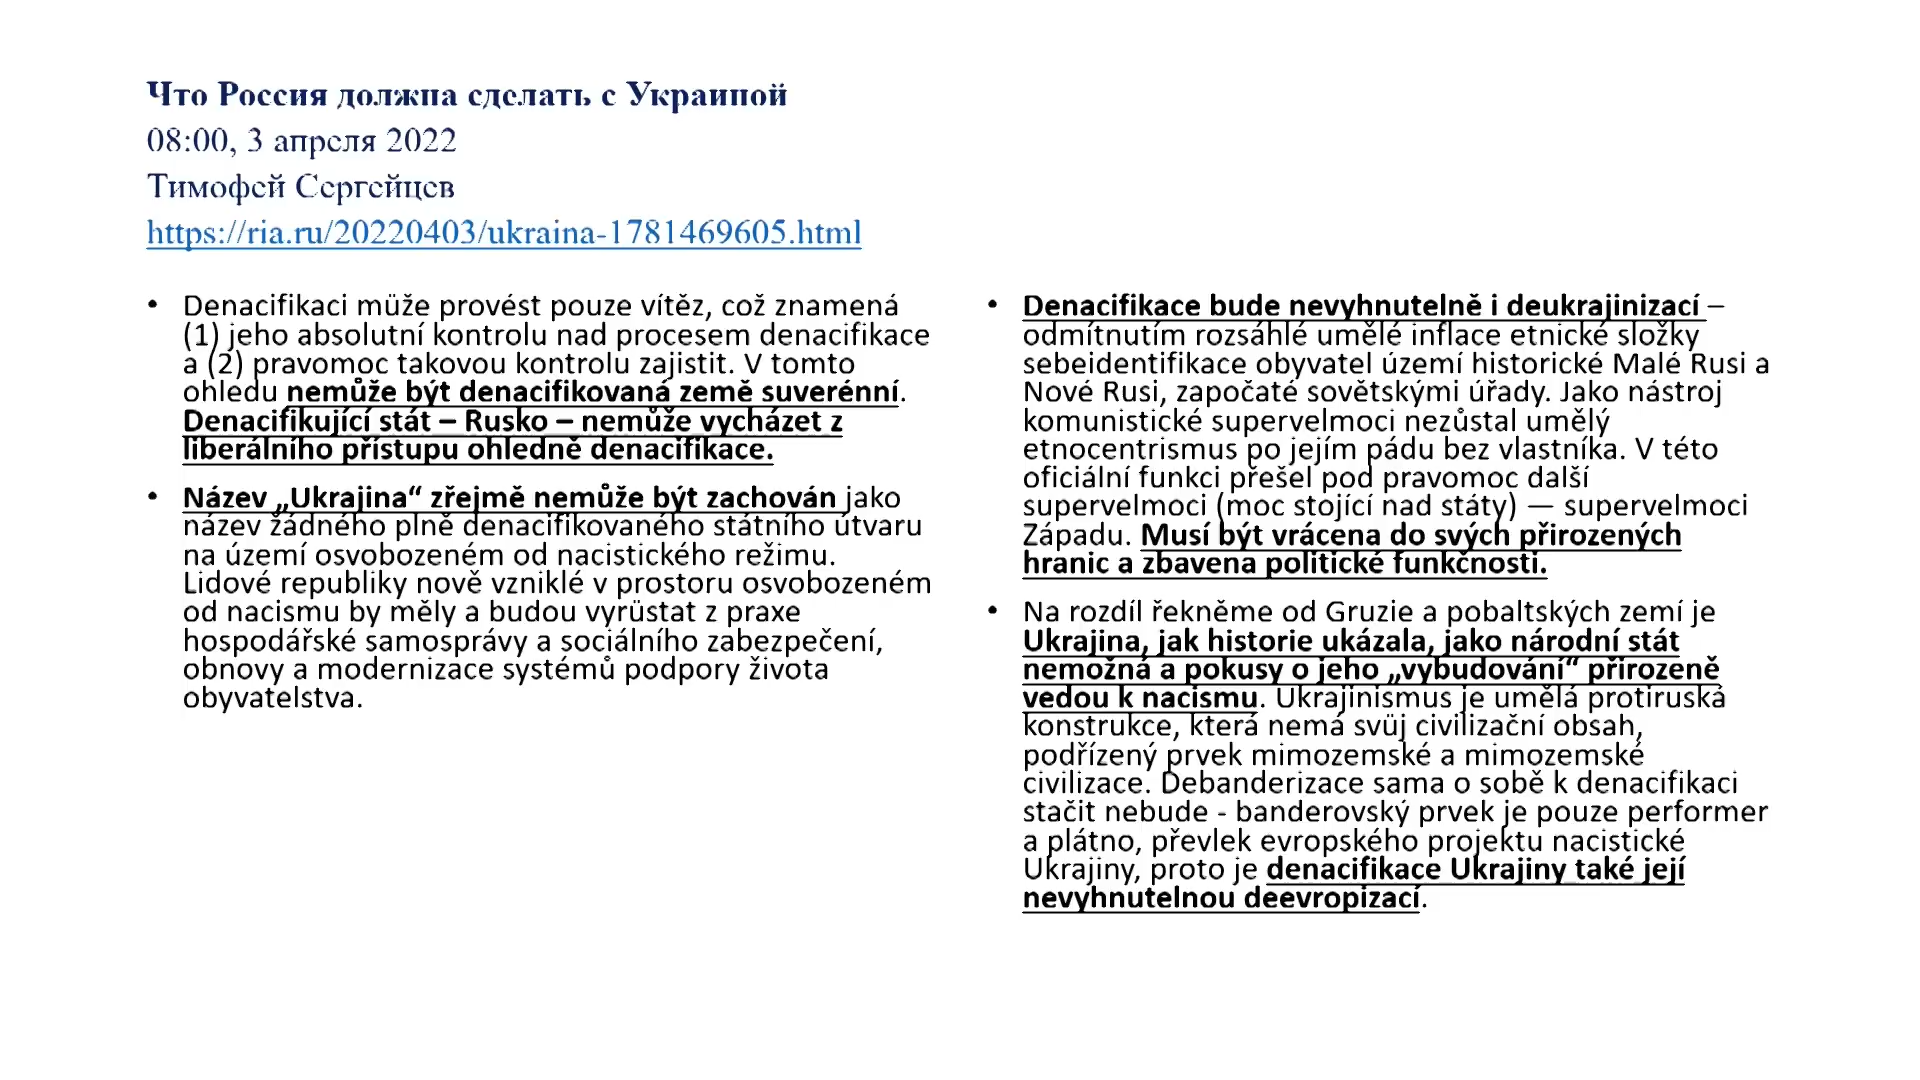 Что Россия должна сделать с Украиной
08:00, 3 апреля 2022
Тимофей Сергейцев
https://ria.ru/20220403/ukraina-1781469605.html
• Denacifikaci může provést pouze vítěz, což znamená
(1) jeho absolutní kontrolu nad procesem denacifikace
a (2) pravomoc takovou kontrolu zajistit. V tomto
ohledu nemůže být denacifikovaná země suverénní.
Denacifikující stát – Rusko – nemůže vycházet z
liberálního přístupu ohledně denacifikace.
• Název „Ukrajina“ zřejmě nemůže být zachován jako
název žádného plně denacifikovaného státního útvaru
na území osvobozeném od nacistického režimu.
Lidové republiky nově vzniklé v prostoru osvobozeném
od nacismu by měly a budou vyrůstat z praxe
hospodářské samosprávy a sociálního zabezpečení,
obnovy a modernizace systémů podpory života
obyvatelstva.
• Denacifikace bude nevyhnutelně i deukrajinizací –
odmítnutím rozsáhlé umělé inflace etnické složky
sebeidentifikace obyvatel území historické Malé Rusi a
Nové Rusi, započaté sovětskými úřady. Jako nástroj
komunistické supervelmoci nezůstal umělý
etnocentrismus po jejím pádu bez vlastníka. V této
oficiální funkci přešel pod pravomoc další
supervelmoci (moc stojící nad státy) — supervelmoci
Západu. Musí být vrácena do svých přirozených
hranic a zbavena politické funkčnosti.
• Na rozdíl řekněme od Gruzie a pobaltských zemí je
Ukrajina, jak historie ukázala, jako národní stát
nemožná a pokusy o jeho „vybudování“ přirozeně
vedou k nacismu. Ukrajinismus je umělá protiruská
konstrukce, která nemá svůj civilizační obsah,
podřízený prvek mimozemské a mimozemské
civilizace. Debanderizace sama o sobě k denacifikaci
stačit nebude - banderovský prvek je pouze performer
a plátno, převlek evropského projektu nacistické
Ukrajiny, proto je denacifikace Ukrajiny také její
nevyhnutelnou deevropizací.